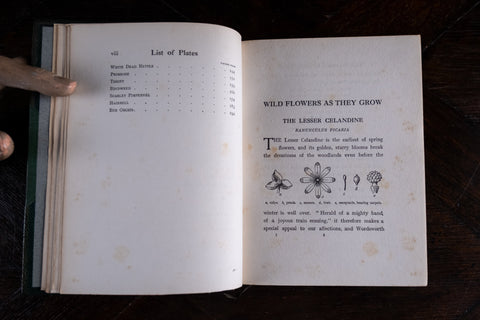 viii List of Plates
White Dead Nettle
Primrose
Teasel
Bindweed
Scarlet Pimpernel
Harebell
Bee Orchis
WILD FLOWERS AS THEY GROW
THE LESSER CELANDINE
RANUNCULUS FICARIA
THE Lesser Celandine is the earliest of spring
flowers, and its golden, starry blooms break
the dreariness of the woodlands even before the
winter is well over. "Herald of a mighty band,
of a joyous train ensuing," it therefore makes a
special appeal to our affections, and Wordsworth